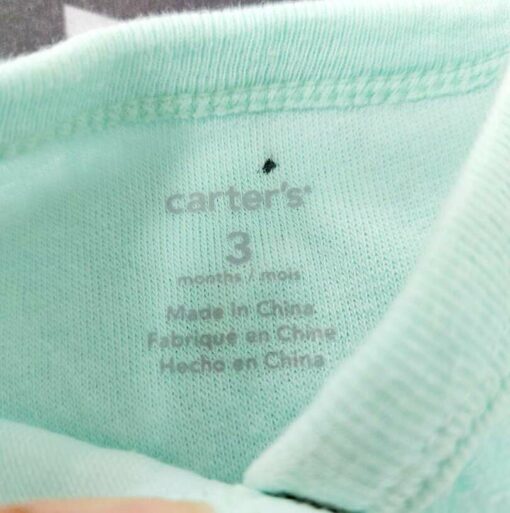 carter's
3
months / mois
Made in China
Fabriqué en Chine
Hecho en China